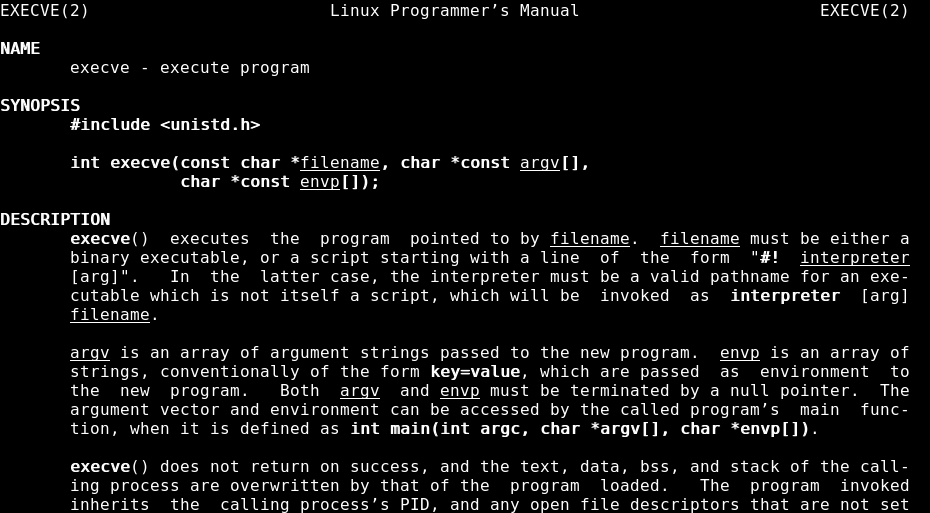 EXECVE(2)                        Linux Programmer’s Manual                        EXECVE(2)
NAME
       execve - execute program
SYNOPSIS
       #include <unistd.h>
       int execve(const char *filename, char *const argv[],
                  char *const envp[]);
DESCRIPTION
       execve()  executes  the  program  pointed to by filename.  filename must be either a
       binary executable, or a script starting with a line  of  the  form  "#!  interpreter
       [arg]".   In  the  latter case, the interpreter must be a valid pathname for an exe-
       cutable which is not itself a script, which will be  invoked  as  interpreter  [arg]
       filename.
       argv is an array of argument strings passed to the new program.  envp is an array of
       strings, conventionally of the form key=value, which are passed  as  environment  to
       the  new  program.   Both  argv  and envp must be terminated by a null pointer.  The
       argument vector and environment can be accessed by the called program’s  main  func-
       tion, when it is defined as int main(int argc, char *argv[], char *envp[]).
       execve() does not return on success, and the text, data, bss, and stack of the call-
       ing process are overwritten by that of the  program  loaded.   The  program  invoked
       inherits  the  calling process’s PID, and any open file descriptors that are not set